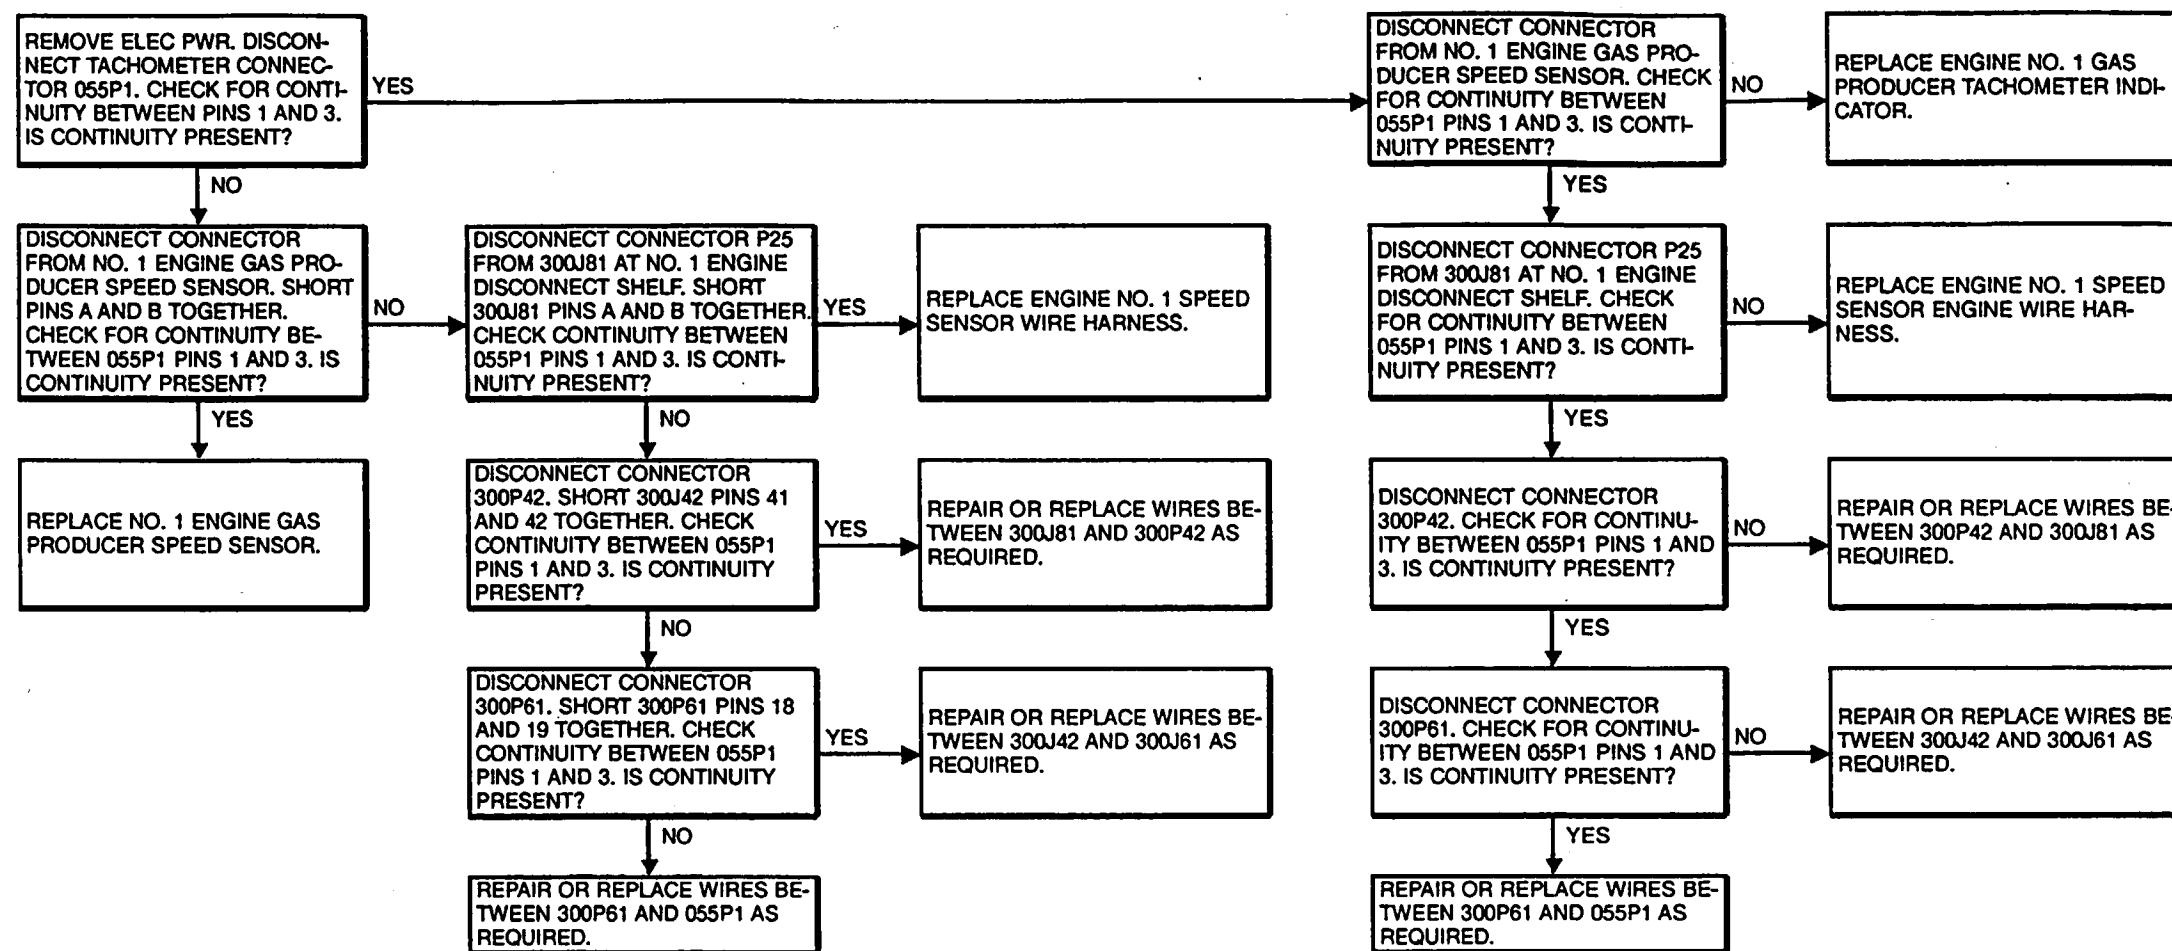 REMOVE ELEC PWR. DISCON-
NECT TACHOMETER CONNEC-
TOR 055P1. CHECK FOR CONTI-
NUITY BETWEEN PINS 1 AND 3.
IS CONTINUITY PRESENT?
YES
DISCONNECT CONNECTOR
FROM NO. 1 ENGINE GAS PRO-
DUCER SPEED SENSOR. CHECK
FOR CONTINUITY BETWEEN
055P1 PINS 1 AND 3. IS CONTI-
NUITY PRESENT?
NO
REPLACE ENGINE NO. 1 GAS
PRODUCER TACHOMETER INDI-
CATOR.
NO
YES
DISCONNECT CONNECTOR
FROM NO. 1 ENGINE GAS PRO-
DUCER SPEED SENSOR. SHORT
PINS A AND B TOGETHER.
CHECK FOR CONTINUITY BE-
TWEEN 055P1 PINS 1 AND 3. IS
CONTINUITY PRESENT?
NO
DISCONNECT CONNECTOR P25
FROM 300J81 AT NO. 1 ENGINE
DISCONNECT SHELF. SHORT
300J81 PINS A AND B TOGETHER.
CHECK CONTINUITY BETWEEN
055P1 PINS 1 AND 3. IS CONTI-
NUITY PRESENT?
YES
REPLACE ENGINE NO. 1 SPEED
SENSOR WIRE HARNESS.
DISCONNECT CONNECTOR P25
FROM 300J81 AT NO. 1 ENGINE
DISCONNECT SHELF. CHECK
FOR CONTINUITY BETWEEN
055P1 PINS 1 AND 3. IS CONTI-
NUITY PRESENT?
NO
REPLACE ENGINE NO. 1 SPEED
SENSOR ENGINE WIRE HAR-
NESS.
YES
NO
YES
REPLACE NO. 1 ENGINE GAS
PRODUCER SPEED SENSOR.
DISCONNECT CONNECTOR
300P42. SHORT 300J42 PINS 41
AND 42 TOGETHER. CHECK
CONTINUITY BETWEEN 055P1
PINS 1 AND 3. IS CONTINUITY
PRESENT?
YES
REPAIR OR REPLACE WIRES BE-
TWEEN 300J81 AND 300P42 AS
REQUIRED.
DISCONNECT CONNECTOR
300P42. CHECK FOR CONTINU-
ITY BETWEEN 055P1 PINS 1 AND
3. IS CONTINUITY PRESENT?
NO
REPAIR OR REPLACE WIRES BE-
TWEEN 300P42 AND 300J81 AS
REQUIRED.
NO
YES
DISCONNECT CONNECTOR
300P61. SHORT 300P61 PINS 18
AND 19 TOGETHER. CHECK
CONTINUITY BETWEEN 055P1
PINS 1 AND 3. IS CONTINUITY
PRESENT?
YES
REPAIR OR REPLACE WIRES BE-
TWEEN 300J42 AND 300J61 AS
REQUIRED.
DISCONNECT CONNECTOR
300P61. CHECK FOR CONTINU-
ITY BETWEEN 055P1 PINS 1 AND
3. IS CONTINUITY PRESENT?
NO
REPAIR OR REPLACE WIRES BE-
TWEEN 300J42 AND 300J61 AS
REQUIRED.
NO
YES
REPAIR OR REPLACE WIRES BE-
TWEEN 300P61 AND 055P1 AS
REQUIRED.
REPAIR OR REPLACE WIRES BE-
TWEEN 300P61 AND 055P1 AS
REQUIRED.